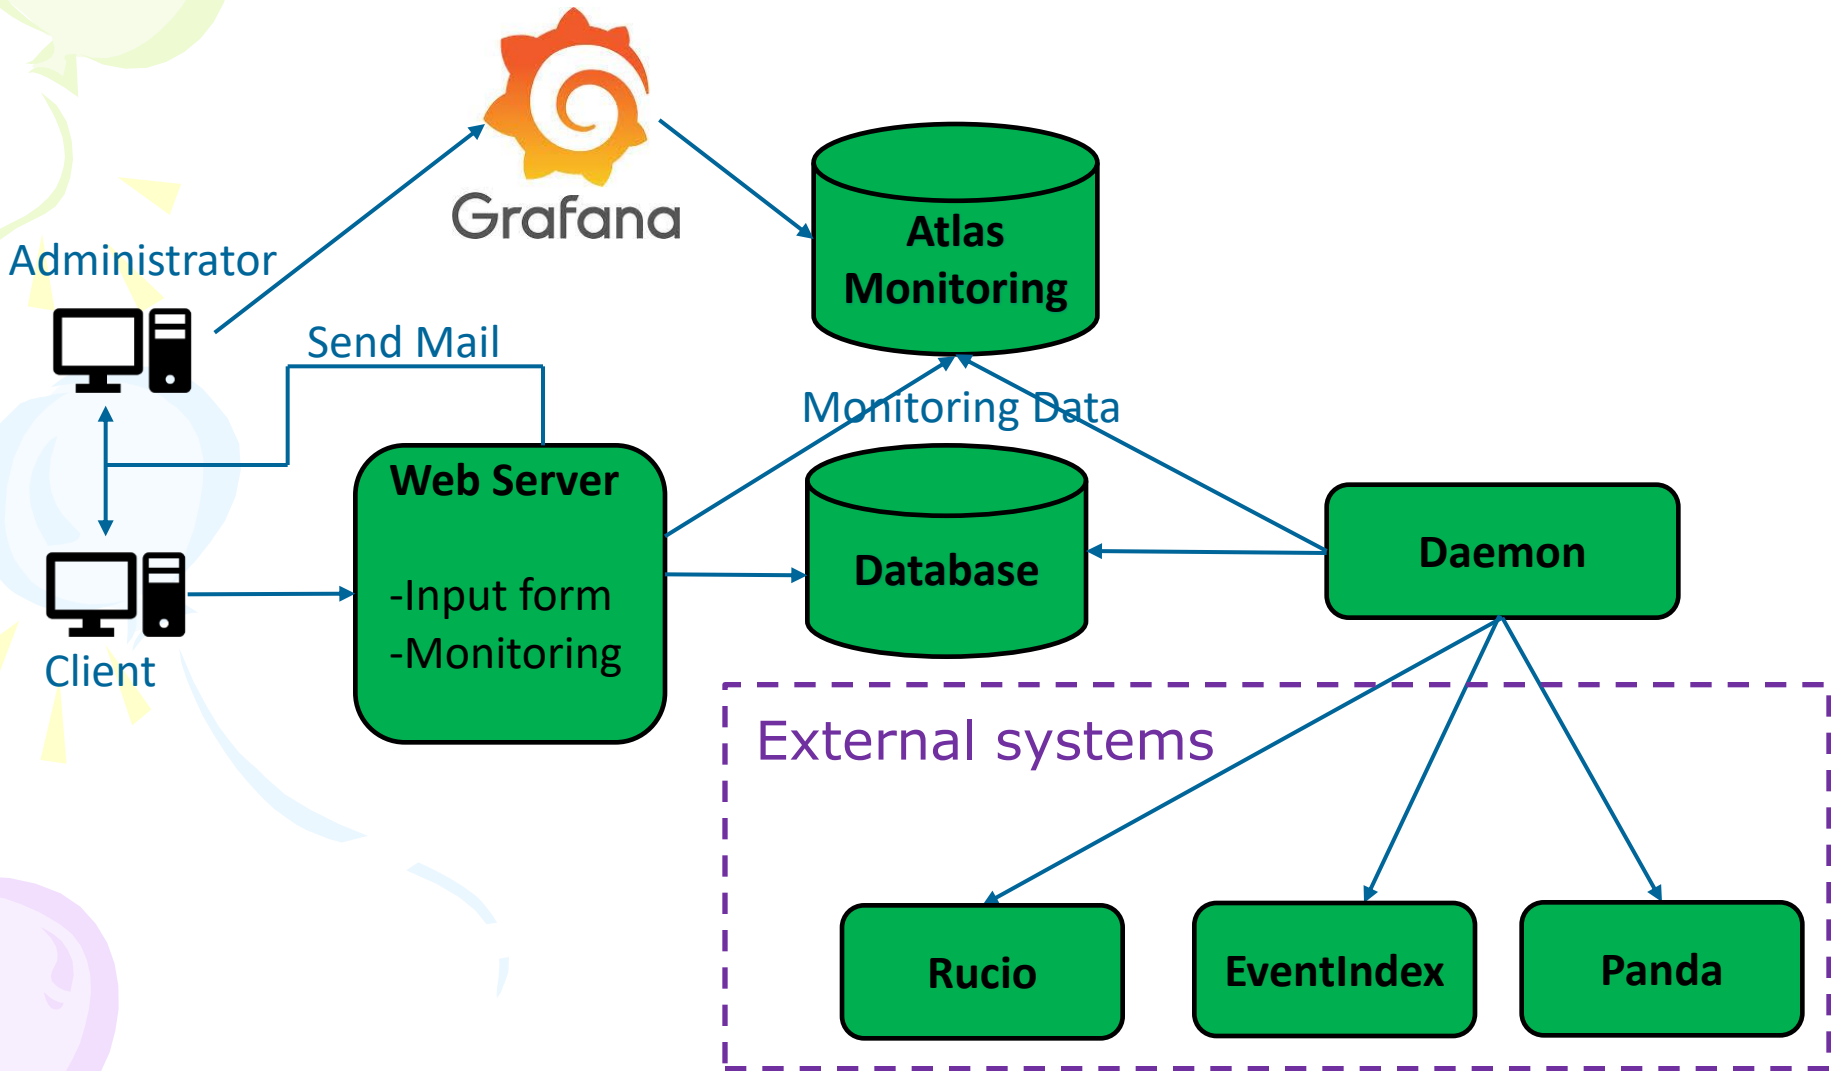 Grafana
Atlas
Monitoring
Administrator
Send Mail
Monitoring Data
Web Server
-Input form
-Monitoring
Database
Daemon
Client
External systems
Rucio
EventIndex
Panda